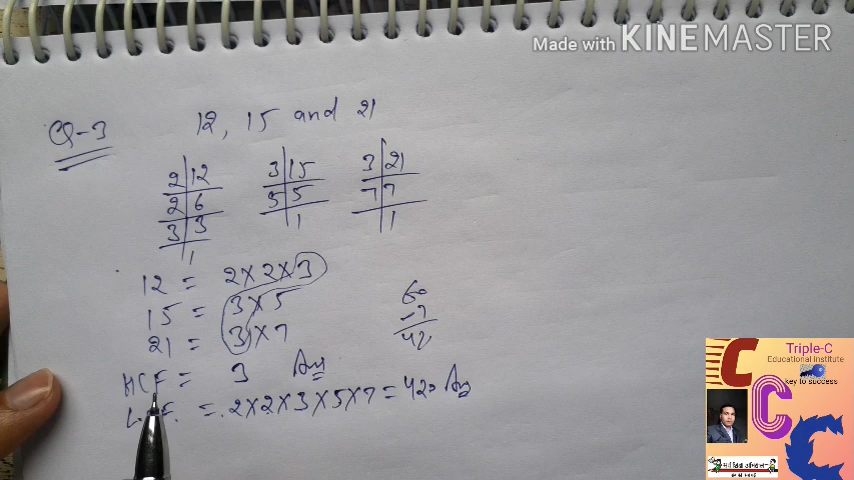 Made with KINEMASTER
Q-3 12, 15 and 21
2 12 3 15 3 21
2 6 5 5 7 7
3 3 1 1
1
12 = 2×2×3
15 = 3×5
21 = 3×7
60
×7
42
HCF = 3 Ans
= 2×2×3×5×7 = 420 Ans
Triple-C
Educational Institute
key to success
CCC